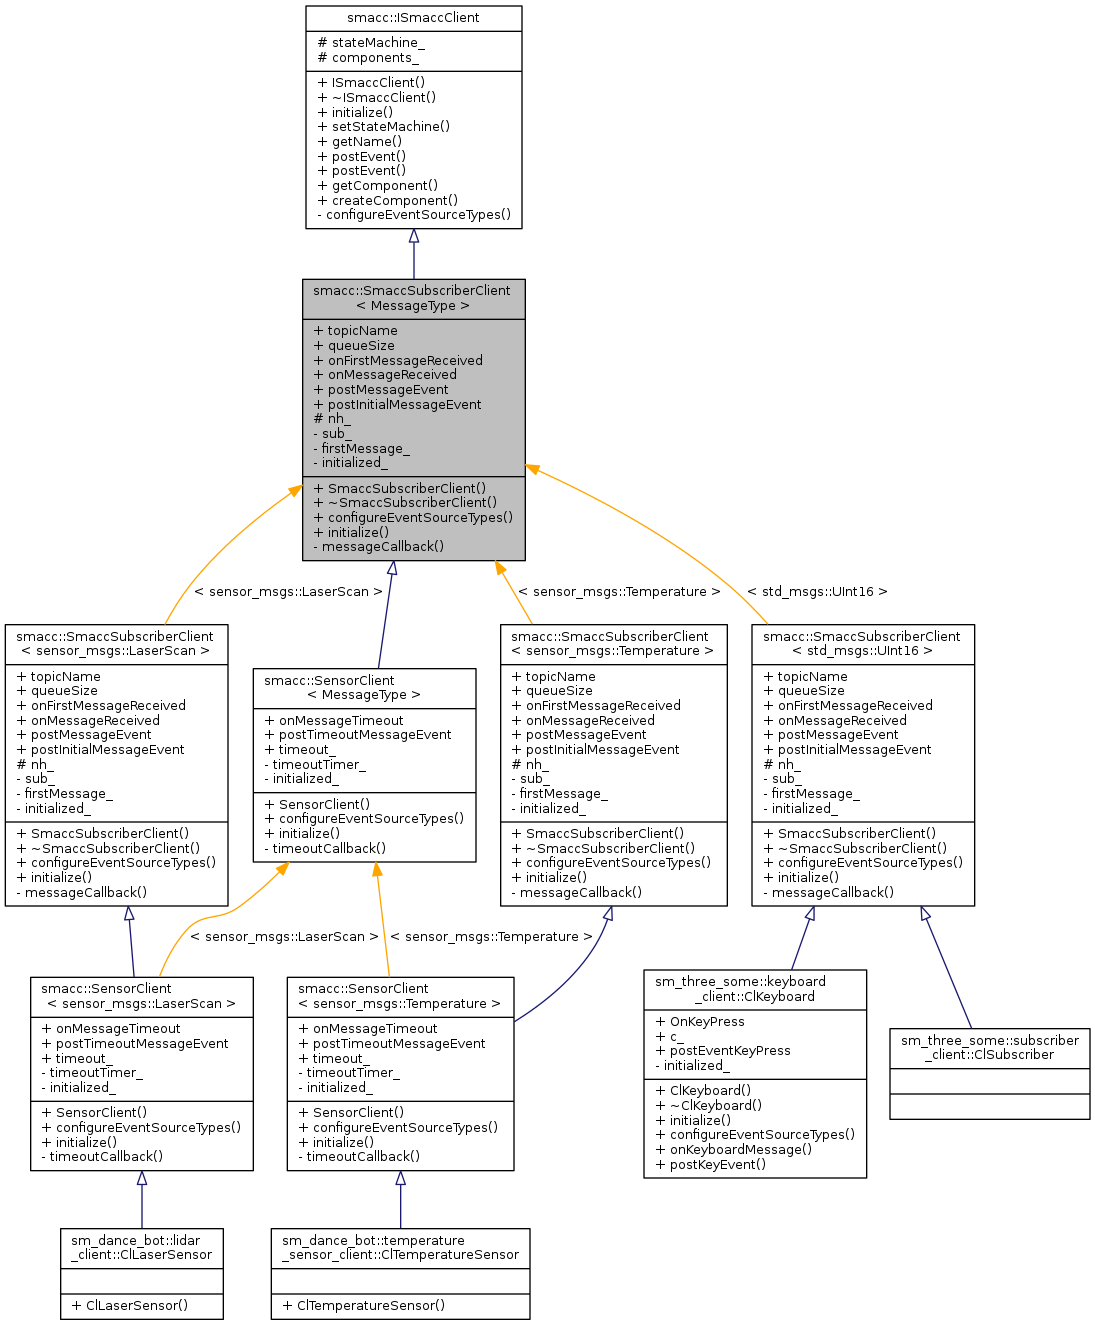 smacc::ISmaccClient
# stateMachine_
# components_
+ ISmaccClient()
+ ~ISmaccClient()
+ initialize()
+ setStateMachine()
+ getName()
+ postEvent()
+ postEvent()
+ getComponent()
+ createComponent()
- configureEventSourceTypes()
smacc::SmaccSubscriberClient
< MessageType >
+ topicName
+ queueSize
+ onFirstMessageReceived
+ onMessageReceived
+ postMessageEvent
+ postInitialMessageEvent
# nh_
- sub_
- firstMessage_
- initialized_
+ SmaccSubscriberClient()
+ ~SmaccSubscriberClient()
+ configureEventSourceTypes()
+ initialize()
- messageCallback()
< sensor_msgs::LaserScan >
< sensor_msgs::Temperature >
< std_msgs::UInt16 >
smacc::SmaccSubscriberClient
< sensor_msgs::LaserScan >
+ topicName
+ queueSize
+ onFirstMessageReceived
+ onMessageReceived
+ postMessageEvent
+ postInitialMessageEvent
# nh_
- sub_
- firstMessage_
- initialized_
+ SmaccSubscriberClient()
+ ~SmaccSubscriberClient()
+ configureEventSourceTypes()
+ initialize()
- messageCallback()
smacc::SensorClient
< MessageType >
+ onMessageTimeout
+ postTimeoutMessageEvent
+ timeout_
- timeoutTimer_
- initialized_
+ SensorClient()
+ configureEventSourceTypes()
+ initialize()
- timeoutCallback()
smacc::SmaccSubscriberClient
< sensor_msgs::Temperature >
+ topicName
+ queueSize
+ onFirstMessageReceived
+ onMessageReceived
+ postMessageEvent
+ postInitialMessageEvent
# nh_
- sub_
- firstMessage_
- initialized_
+ SmaccSubscriberClient()
+ ~SmaccSubscriberClient()
+ configureEventSourceTypes()
+ initialize()
- messageCallback()
smacc::SmaccSubscriberClient
< std_msgs::UInt16 >
+ topicName
+ queueSize
+ onFirstMessageReceived
+ onMessageReceived
+ postMessageEvent
+ postInitialMessageEvent
# nh_
- sub_
- firstMessage_
- initialized_
+ SmaccSubscriberClient()
+ ~SmaccSubscriberClient()
+ configureEventSourceTypes()
+ initialize()
- messageCallback()
< sensor_msgs::LaserScan >
< sensor_msgs::Temperature >
smacc::SensorClient
< sensor_msgs::LaserScan >
+ onMessageTimeout
+ postTimeoutMessageEvent
+ timeout_
- timeoutTimer_
- initialized_
+ SensorClient()
+ configureEventSourceTypes()
+ initialize()
- timeoutCallback()
smacc::SensorClient
< sensor_msgs::Temperature >
+ onMessageTimeout
+ postTimeoutMessageEvent
+ timeout_
- timeoutTimer_
- initialized_
+ SensorClient()
+ configureEventSourceTypes()
+ initialize()
- timeoutCallback()
sm_three_some::keyboard
_client::ClKeyboard
+ OnKeyPress
+ c_
+ postEventKeyPress
- initialized_
+ ClKeyboard()
+ ~ClKeyboard()
+ initialize()
+ configureEventSourceTypes()
+ onKeyboardMessage()
+ postKeyEvent()
sm_three_some::subscriber
_client::ClSubscriber
sm_dance_bot::lidar
_client::ClLaserSensor
+ ClLaserSensor()
sm_dance_bot::temperature
_sensor_client::ClTemperatureSensor
+ ClTemperatureSensor()